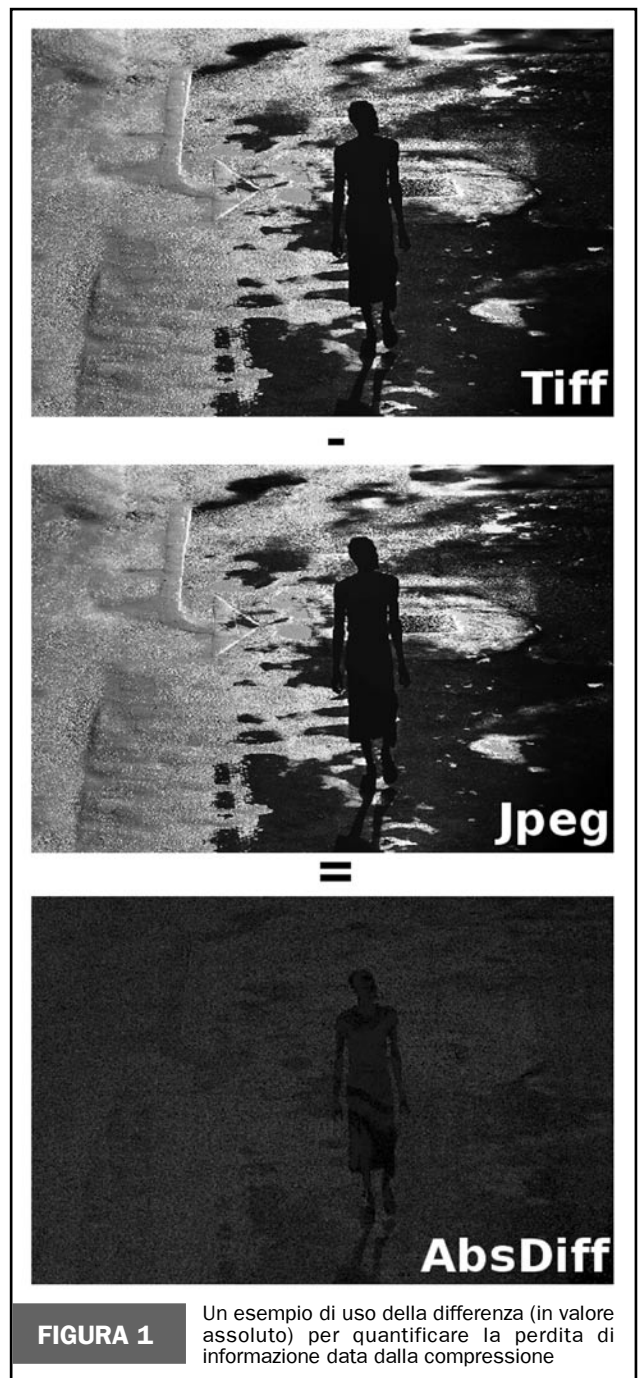 Tiff
-
Jpeg
=
AbsDiff
FIGURA 1
Un esempio di uso della differenza (in valore
assoluto) per quantificare la perdita di
informazione data dalla compressione